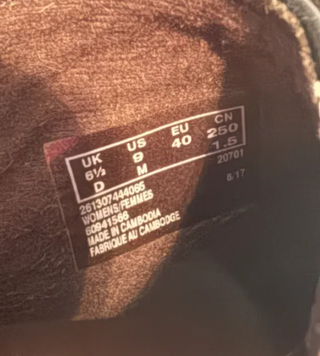 UK US EU CN
6½ 9 40 250
D M 1.5
261307444065 20701
WOMENS/FEMMES 8/17
60941566
MADE IN CAMBODIA
FABRIQUE AU CAMBODGE